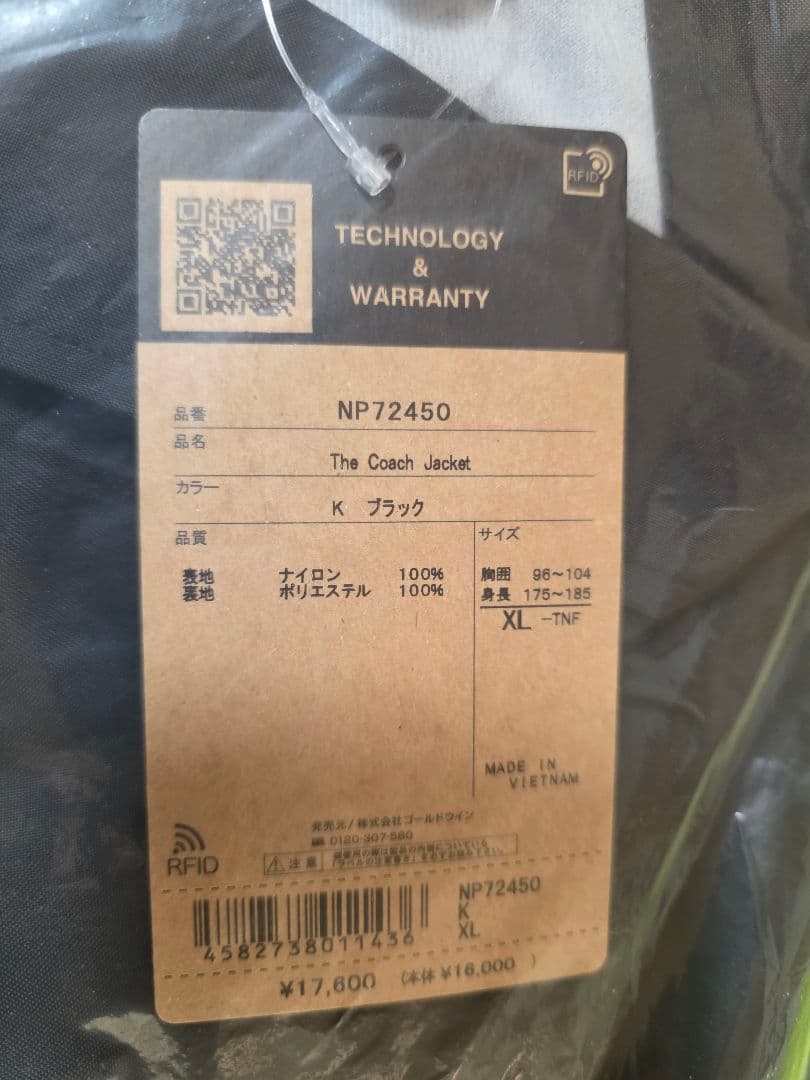 RFID
TECHNOLOGY
&
WARRANTY
品番 NP72450
品名
The Coach Jacket
カラー
K ブラック
品質
表地 ナイロン 100%
裏地 ポリエステル 100%
サイズ
胸囲 96~104
身長 175~185
XL -TNF
MADE IN
VIETNAM
発売元/株式会社ゴールドウイン
0120-307-560
RFID
注意
NP72450
K
XL
4582738011436
¥17,600 (本体 ¥16,000 )